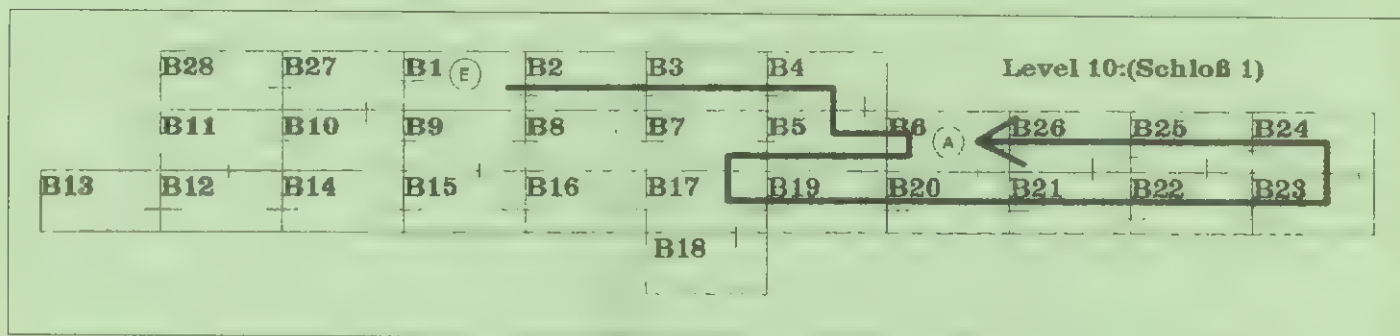 B28 B27 B1 E B2 B3 B4 Level 10:(Schloß 1)
B11 B10 B9 B8 B7 B5 B6 A B26 B25 B24
B13 B12 B14 B15 B16 B17 B19 B20 B21 B22 B23
B18